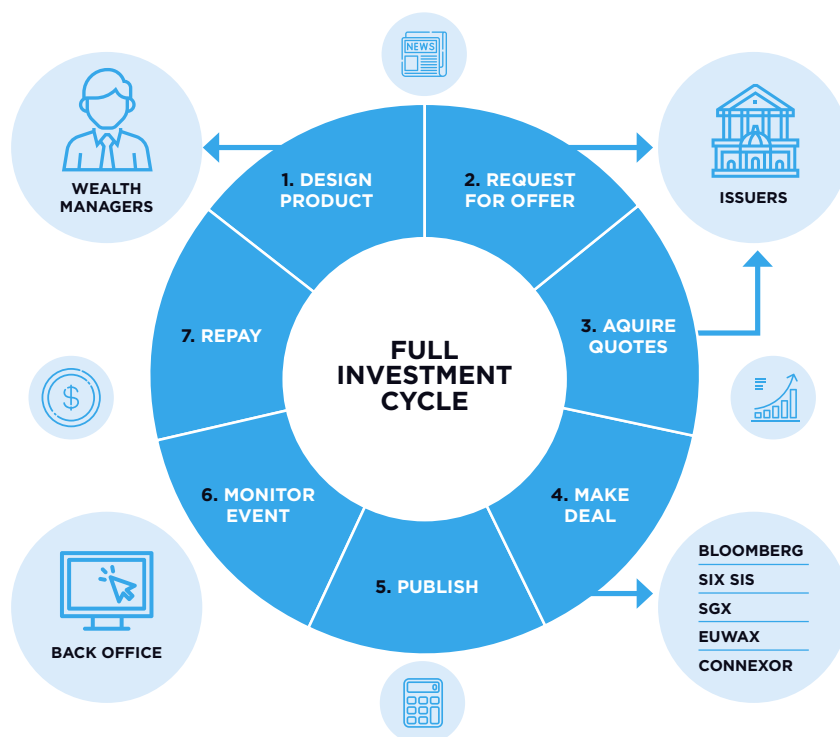 NEWS
WEALTH
MANAGERS
1. DESIGN
PRODUCT
2. REQUEST
FOR OFFER
ISSUERS
7. REPAY
FULL
INVESTMENT
CYCLE
3. AQUIRE
QUOTES
$
6. MONITOR
EVENT
4. MAKE
DEAL
5. PUBLISH
BACK OFFICE
BLOOMBERG
SIX SIS
SGX
EUWAX
CONNEXOR
0